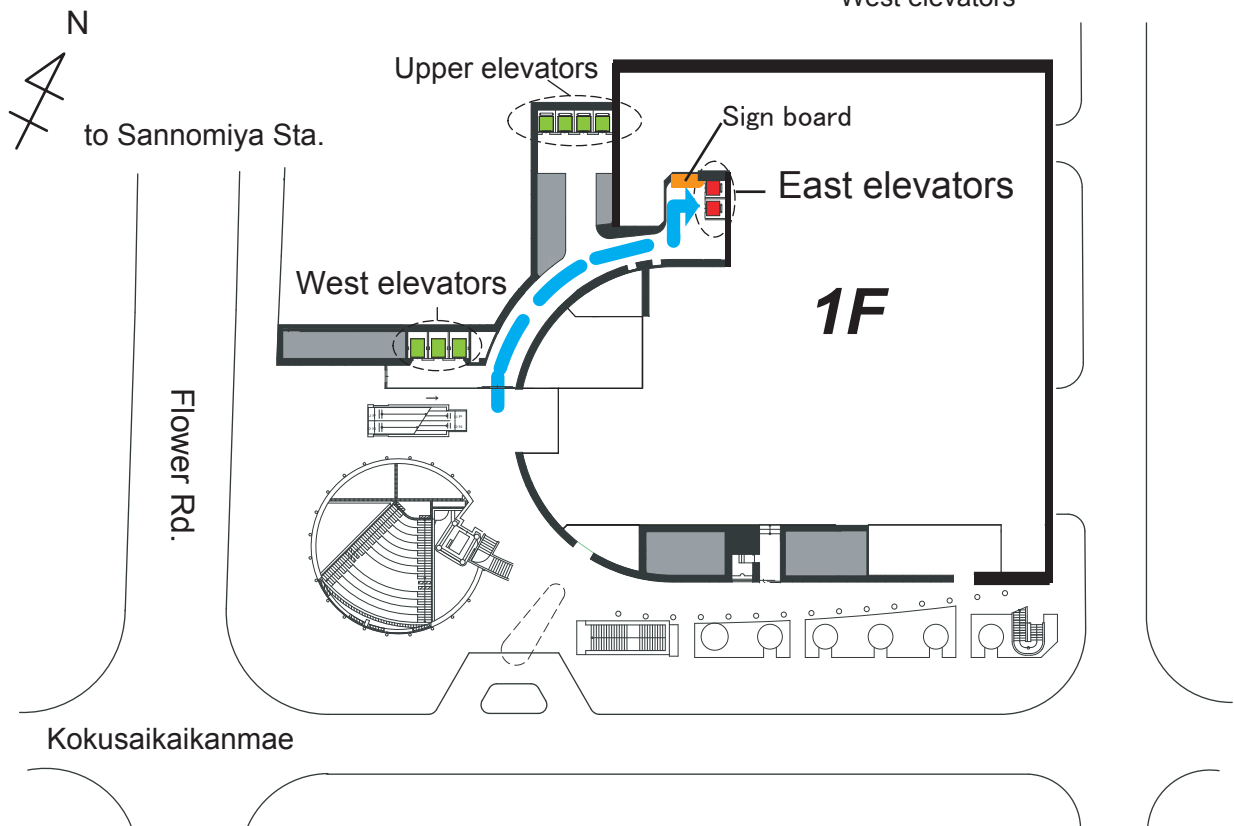 West elevators
N
Upper elevators
to Sannomiya Sta.
Sign board
East elevators
West elevators
1F
Flower Rd.
Kokusaikaikanmae